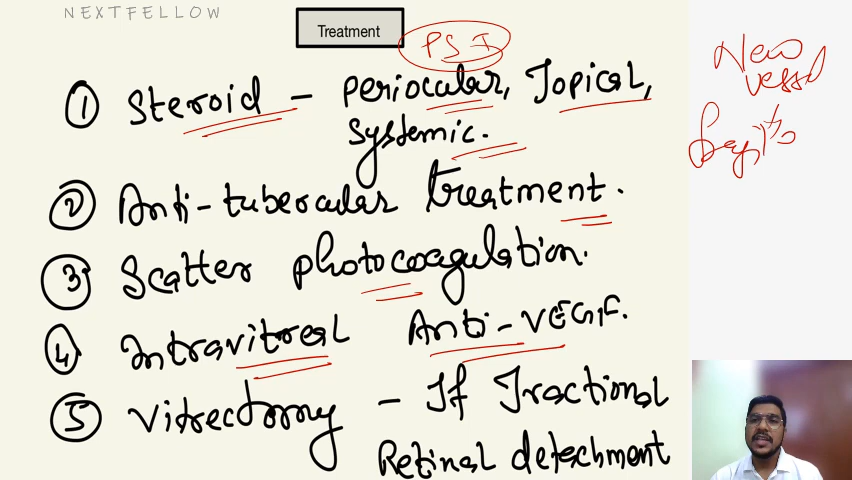 NEXTFELLOW
Treatment
PST
① Steroid - Periocular, Topical,
Systemic.
② Anti-tubercular treatment.
③ Scatter photocoagulation.
④ Intravitreal Anti-VEGF.
⑤ Vitrectomy - If Tractional
Retinal detachment
New
vessel